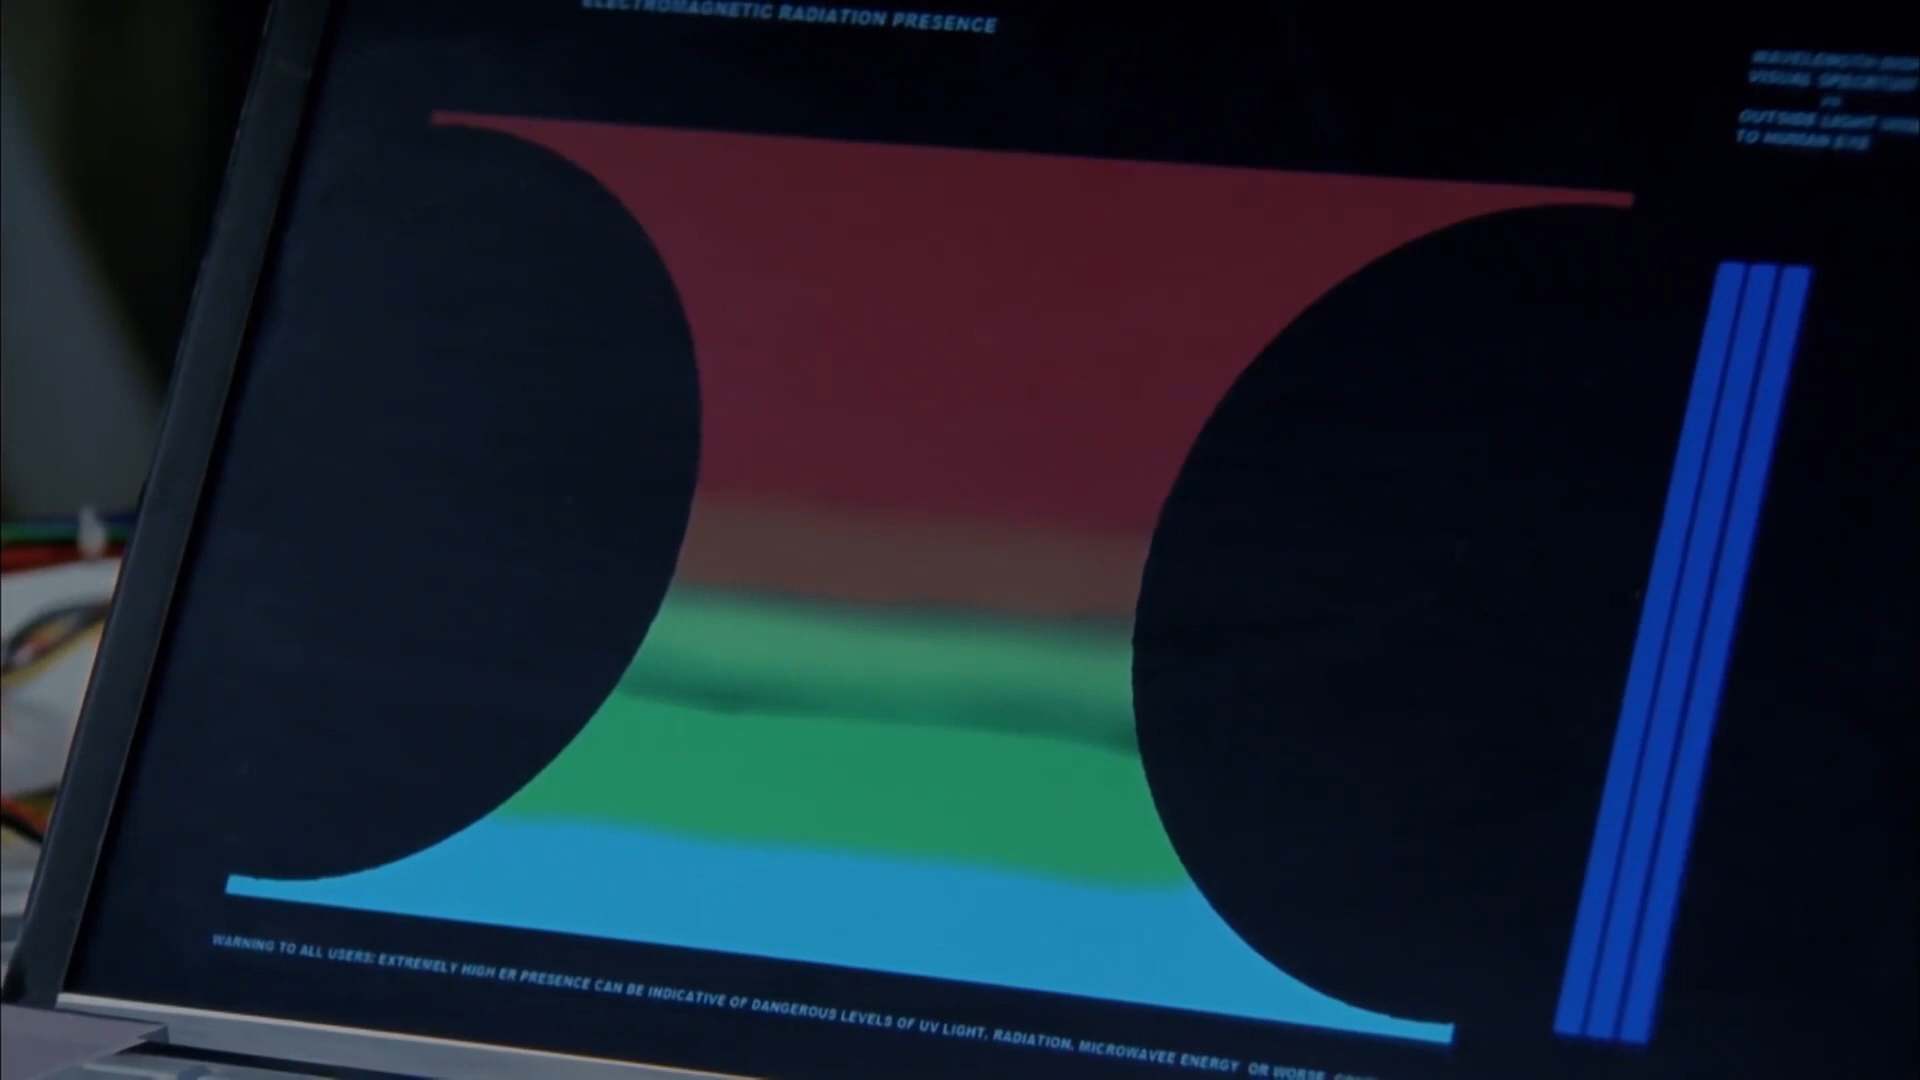 ELECTROMAGNETIC RADIATION PRESENCE
VISUAL
OUTSIDE LIGHT
TO HUMAN EYE
WARNING TO ALL USERS: EXTREMELY HIGH ER PRESENCE CAN BE INDICATIVE OF DANGEROUS LEVELS OF UV LIGHT, RADIATION, MICROWAVEE ENERGY OR WORSE